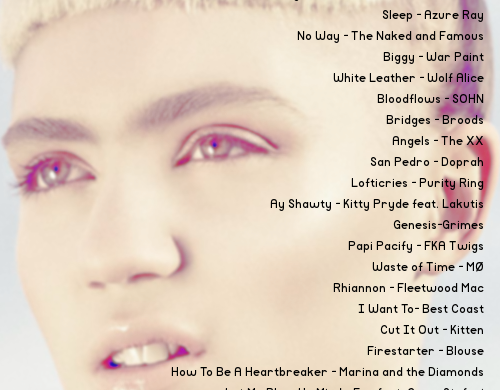 Sleep - Azure Ray
No Way - The Naked and Famous
Biggy - War Paint
White Leather - Wolf Alice
Bloodflows - SOHN
Bridges - Broods
Angels - The XX
San Pedro - Doprah
Lofticries - Purity Ring
Ay Shawty - Kitty Pryde feat. Lakutis
Genesis-Grimes
Papi Pacify - FKA Twigs
Waste of Time - MØ
Rhiannon - Fleetwood Mac
I Want To- Best Coast
Cut It Out - Kitten
Firestarter - Blouse
How To Be A Heartbreaker - Marina and the Diamonds